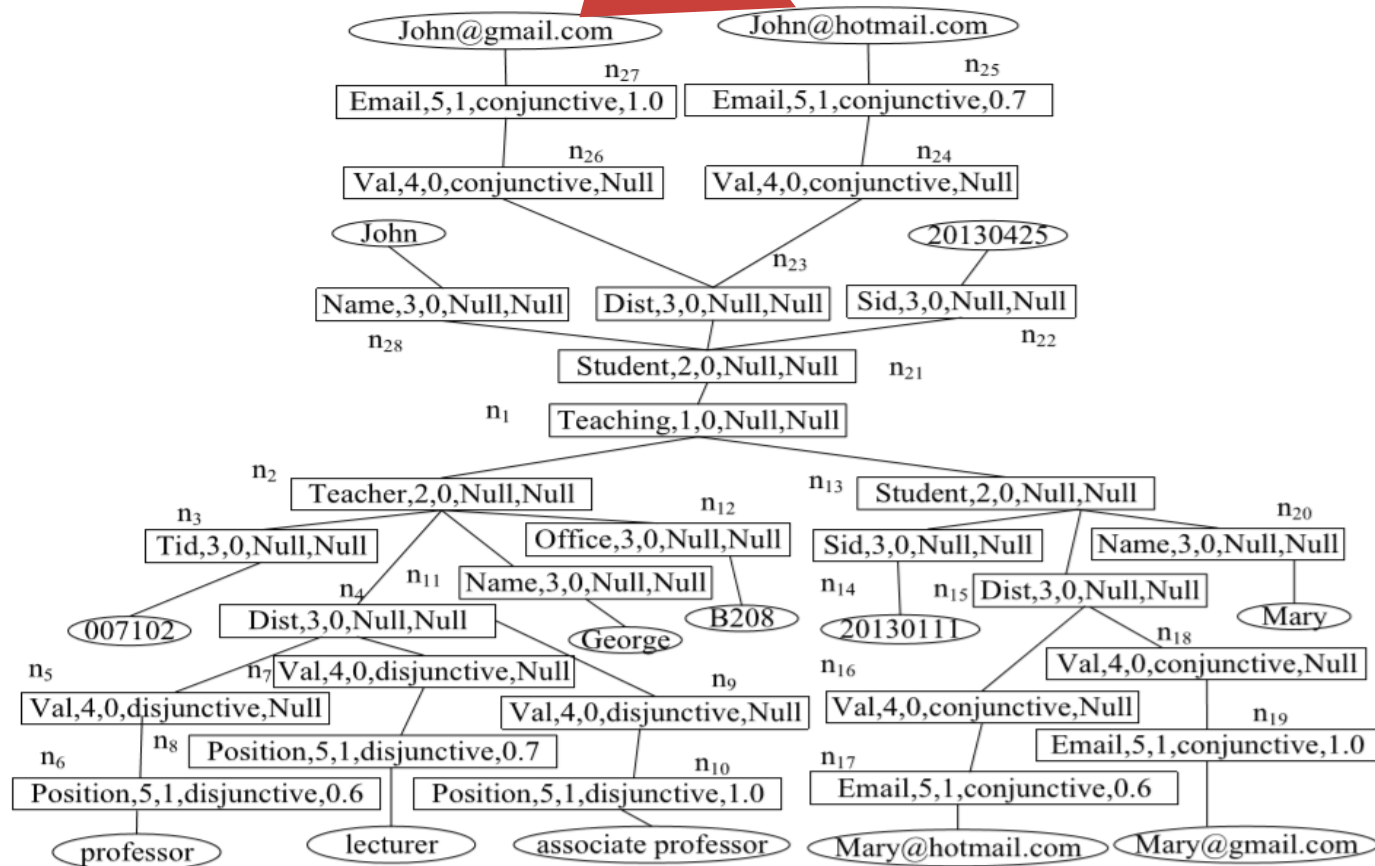 John@gmail.com
John@hotmail.com
n27
n25
Email,5,1,conjunctive,1.0
Email,5,1,conjunctive,0.7
n26
n24
Val,4,0,conjunctive,Null
Val,4,0,conjunctive,Null
John
20130425
n23
Name,3,0,Null,Null
Dist,3,0,Null,Null
Sid,3,0,Null,Null
n28
n22
Student,2,0,Null,Null
n21
n1
Teaching,1,0,Null,Null
n2
Teacher,2,0,Null,Null
n13
Student,2,0,Null,Null
n3
n12
n20
Tid,3,0,Null,Null
Office,3,0,Null,Null
Sid,3,0,Null,Null
Name,3,0,Null,Null
n4
n11
Name,3,0,Null,Null
n14
n15
Dist,3,0,Null,Null
007102
Dist,3,0,Null,Null
George
B208
20130111
Mary
n5
n7
Val,4,0,disjunctive,Null
n9
n16
n18
Val,4,0,conjunctive,Null
Val,4,0,disjunctive,Null
Val,4,0,disjunctive,Null
Val,4,0,conjunctive,Null
n19
n6
n8
Position,5,1,disjunctive,0.7
n10
n17
Email,5,1,conjunctive,1.0
Position,5,1,disjunctive,0.6
Position,5,1,disjunctive,1.0
Email,5,1,conjunctive,0.6
professor
lecturer
associate professor
Mary@hotmail.com
Mary@gmail.com